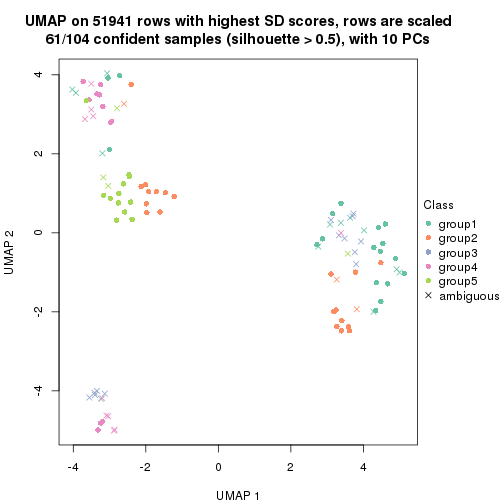 UMAP on 51941 rows with highest SD scores, rows are scaled
61/104 confident samples (silhouette > 0.5), with 10 PCs
4
2
0
-2
-4
UMAP 2
-4
-2
0
2
4
UMAP 1
Class
group1
group2
group3
group4
group5
ambiguous